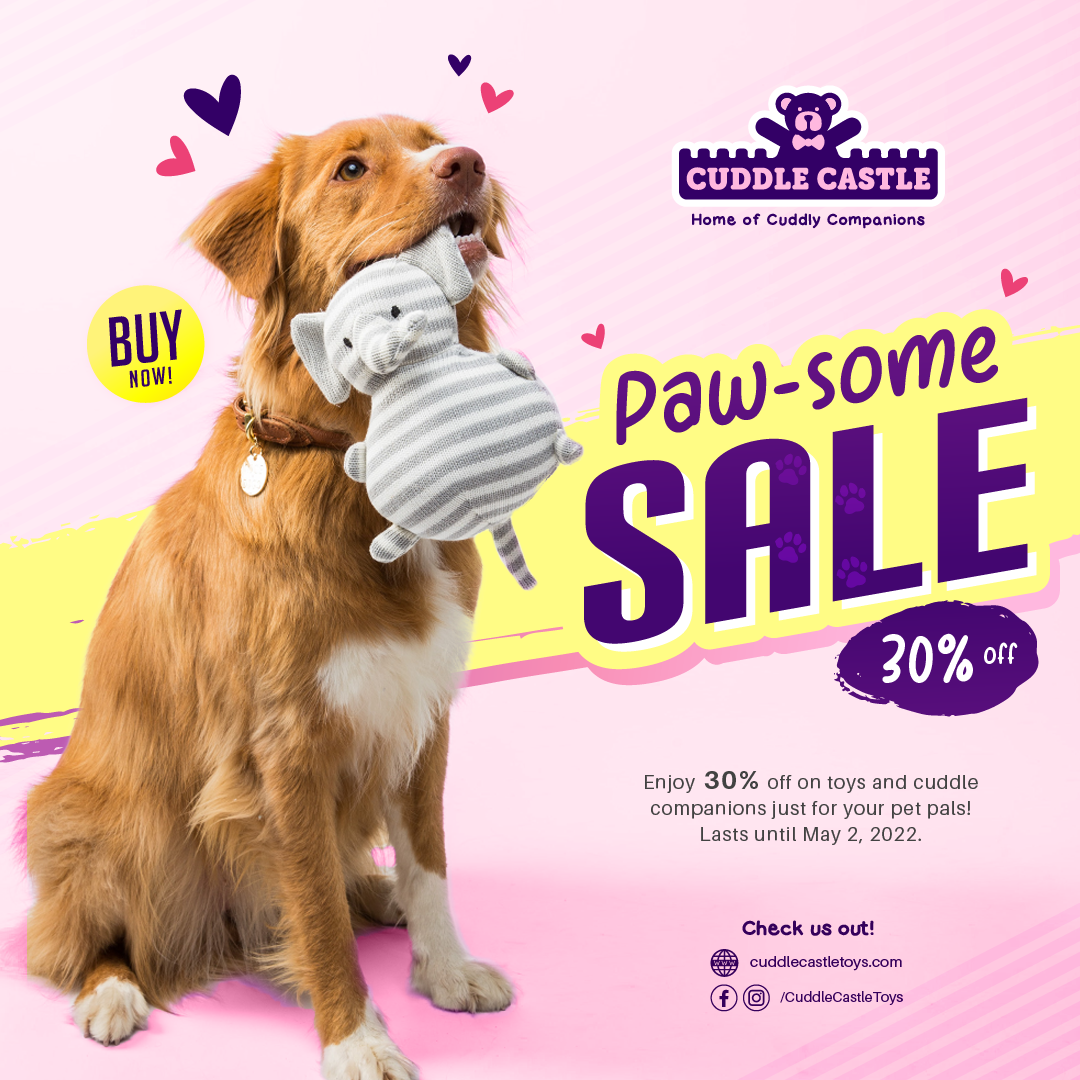 CUDDLE CASTLE
Home of Cuddly Companions
BUY
NOW!
Paw-some
SALE
30% off
Enjoy 30% off on toys and cuddle
companions just for your pet pals!
Lasts until May 2, 2022.
Check us out!
www cuddlecastletoys.com
/CuddleCastleToys